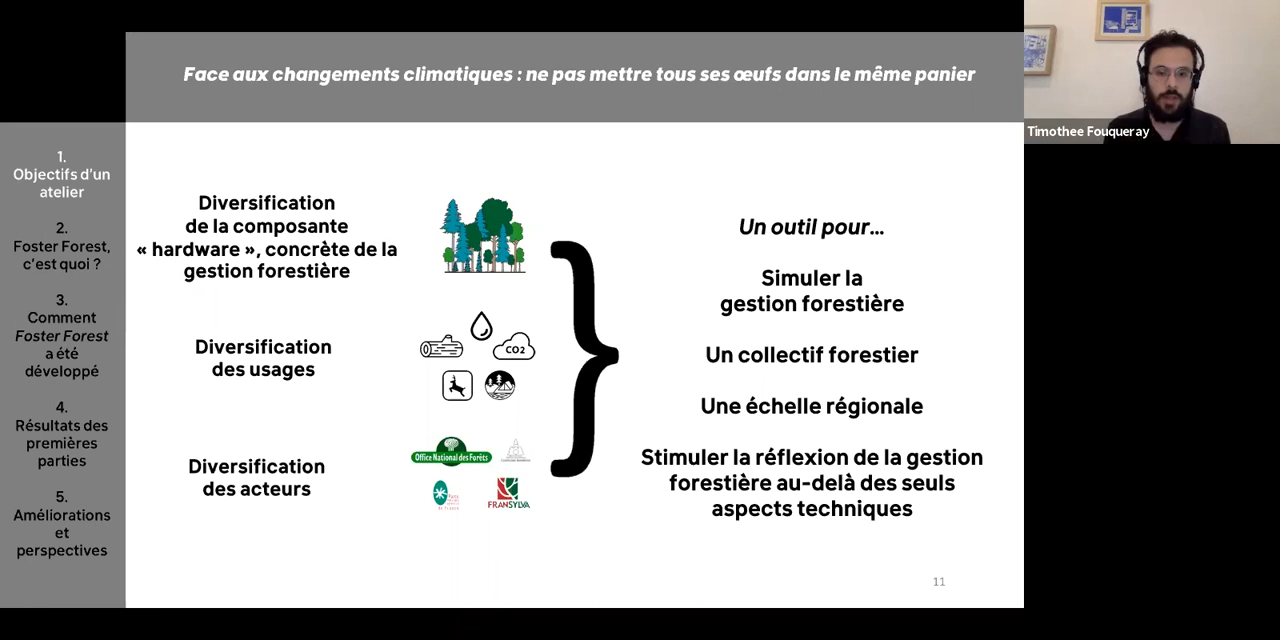 Face aux changements climatiques : ne pas mettre tous ses œufs dans le même panier
Timothee Fouqueray
1.
Objectifs d'un
atelier
2.
Foster Forest,
c'est quoi ?
3.
Comment
Foster Forest
a été
développé
4.
Résultats des
premières
parties
5.
Améliorations
et
perspectives
Diversification
de la composante
« hardware », concrète de la
gestion forestière
Diversification
des usages
CO2
Diversification
des acteurs
Office National des Forêts
FRANSYLVA
Un outil pour...
Simuler la
gestion forestière
Un collectif forestier
Une échelle régionale
Stimuler la réflexion de la gestion
forestière au-delà des seuls
aspects techniques
11